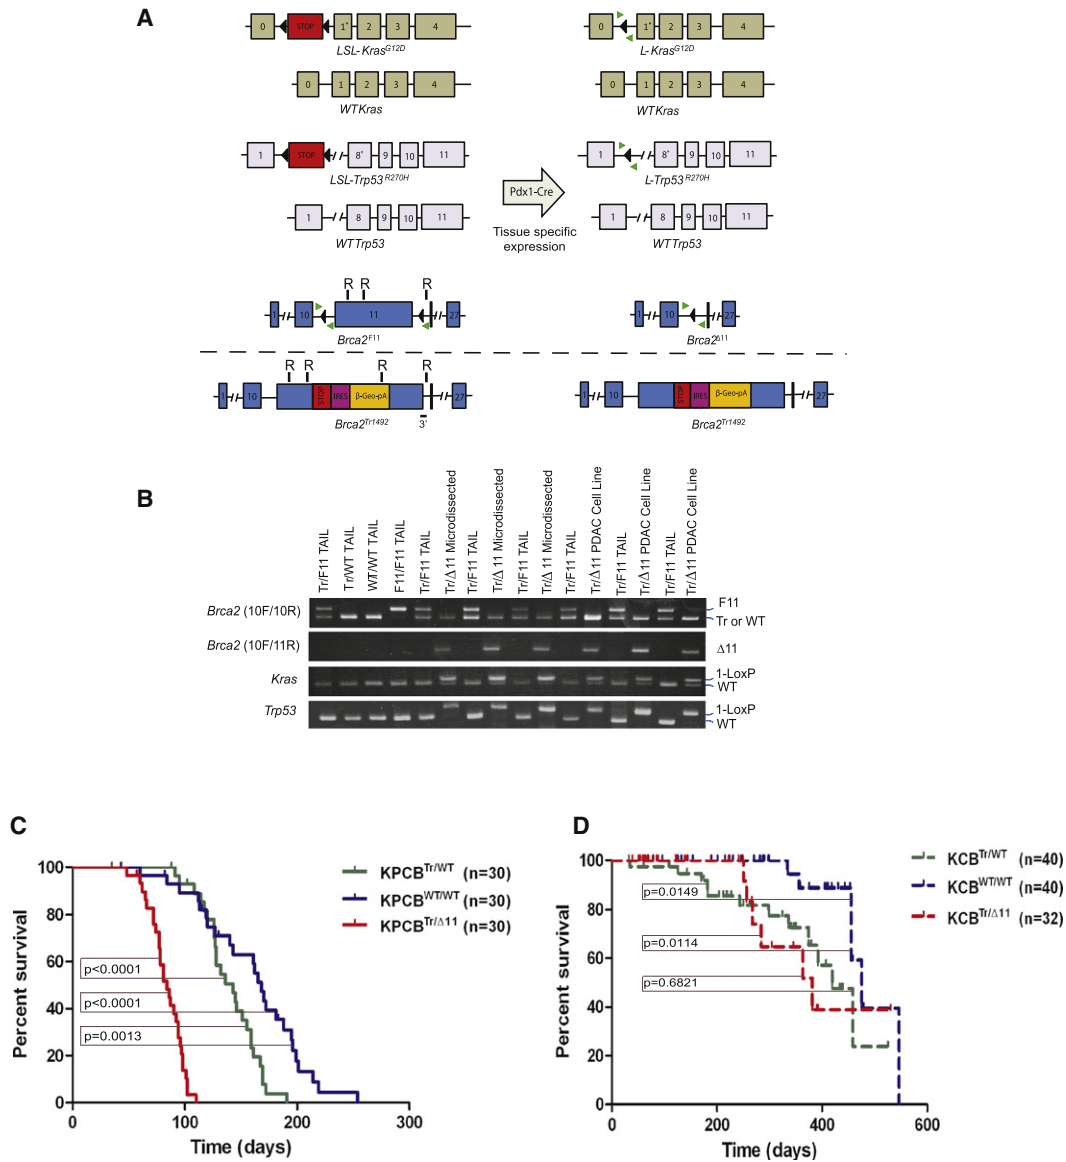 A
0 STOP 1* 2 3 4
LSL-Kras^G12D
0 1* 2 3 4
L-Kras^G12D
0 1 2 3 4
WT Kras
0 1 2 3 4
WT Kras
1 STOP 8* 9 10 11
LSL-Trp53^R270H
1 8* 9 10 11
L-Trp53^R270H
Pdx1-Cre
Tissue specific
expression
1 8 9 10 11
WT Trp53
1 8 9 10 11
WT Trp53
R R R
1 10 11 27
Brca2^F11
1 10 27
Brca2^Δ11
R R R R
1 10 STOP IRES β-Geo-pA 27
Brca2^Tr1492
3'
1 10 STOP IRES β-Geo-pA 27
Brca2^Tr1492
B
Tr/F11 TAIL
Tr/WT TAIL
WT/WT TAIL
F11/F11 TAIL
Tr/F11 TAIL
Tr/Δ11 Microdissected
Tr/F11 TAIL
Tr/Δ11 Microdissected
Tr/F11 TAIL
Tr/Δ11 Microdissected
Tr/F11 TAIL
Tr/Δ11 PDAC Cell Line
Tr/F11 TAIL
Tr/Δ11 PDAC Cell Line
Tr/F11 TAIL
Tr/Δ11 PDAC Cell Line
Brca2 (10F/10R)
F11
Tr or WT
Brca2 (10F/11R)
Δ11
Kras
1-LoxP
WT
Trp53
1-LoxP
WT
C
Percent survival
100
80
60
40
20
0
0 100 200 300
Time (days)
p<0.0001
p<0.0001
p=0.0013
KPCB^Tr/WT (n=30)
KPCB^WT/WT (n=30)
KPCB^Tr/Δ11 (n=30)
D
Percent survival
100
80
60
40
20
0
0 200 400 600
Time (days)
p=0.0149
p=0.0114
p=0.6821
KCB^Tr/WT (n=40)
KCB^WT/WT (n=40)
KCB^Tr/Δ11 (n=32)